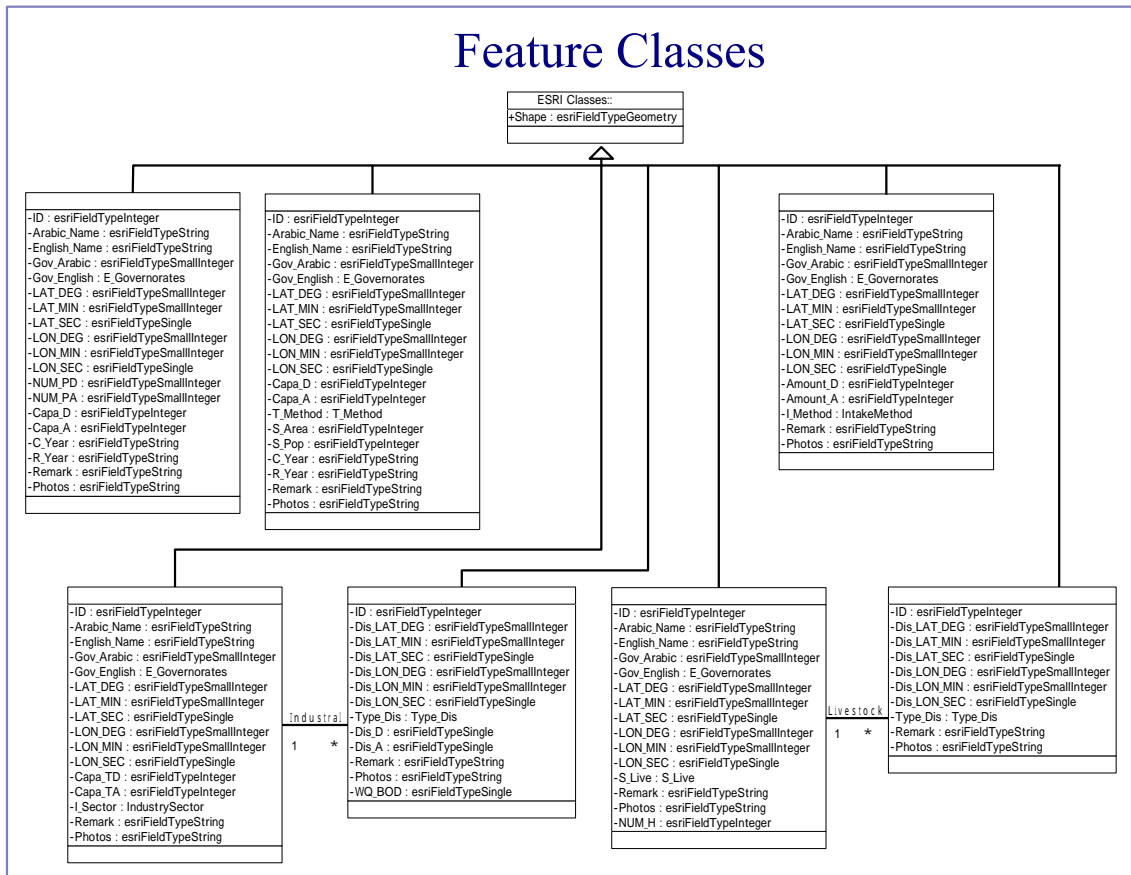 Feature Classes
ESRI Classes::
+Shape : esriFieldTypeGeometry
-ID : esriFieldTypeInteger
-Arabic_Name : esriFieldTypeString
-English_Name : esriFieldTypeString
-Gov_Arabic : esriFieldTypeSmallInteger
-Gov_English : E_Governorates
-LAT_DEG : esriFieldTypeSmallInteger
-LAT_MIN : esriFieldTypeSmallInteger
-LAT_SEC : esriFieldTypeSingle
-LON_DEG : esriFieldTypeSmallInteger
-LON_MIN : esriFieldTypeSmallInteger
-LON_SEC : esriFieldTypeSingle
-NUM_PD : esriFieldTypeSmallInteger
-NUM_PA : esriFieldTypeSmallInteger
-Capa_D : esriFieldTypeInteger
-Capa_A : esriFieldTypeInteger
-C_Year : esriFieldTypeString
-R_Year : esriFieldTypeString
-Remark : esriFieldTypeString
-Photos : esriFieldTypeString
-ID : esriFieldTypeInteger
-Arabic_Name : esriFieldTypeString
-English_Name : esriFieldTypeString
-Gov_Arabic : esriFieldTypeSmallInteger
-Gov_English : E_Governorates
-LAT_DEG : esriFieldTypeSmallInteger
-LAT_MIN : esriFieldTypeSmallInteger
-LAT_SEC : esriFieldTypeSingle
-LON_DEG : esriFieldTypeSmallInteger
-LON_MIN : esriFieldTypeSmallInteger
-LON_SEC : esriFieldTypeSingle
-Capa_D : esriFieldTypeInteger
-Capa_A : esriFieldTypeInteger
-T_Method : T_Method
-S_Area : esriFieldTypeInteger
-S_Pop : esriFieldTypeInteger
-C_Year : esriFieldTypeString
-R_Year : esriFieldTypeString
-Remark : esriFieldTypeString
-Photos : esriFieldTypeString
-ID : esriFieldTypeInteger
-Arabic_Name : esriFieldTypeString
-English_Name : esriFieldTypeString
-Gov_Arabic : esriFieldTypeSmallInteger
-Gov_English : E_Governorates
-LAT_DEG : esriFieldTypeSmallInteger
-LAT_MIN : esriFieldTypeSmallInteger
-LAT_SEC : esriFieldTypeSingle
-LON_DEG : esriFieldTypeSmallInteger
-LON_MIN : esriFieldTypeSmallInteger
-LON_SEC : esriFieldTypeSingle
-Amount_D : esriFieldTypeInteger
-Amount_A : esriFieldTypeInteger
-I_Method : IntakeMethod
-Remark : esriFieldTypeString
-Photos : esriFieldTypeString
-ID : esriFieldTypeInteger
-Arabic_Name : esriFieldTypeString
-English_Name : esriFieldTypeString
-Gov_Arabic : esriFieldTypeSmallInteger
-Gov_English : E_Governorates
-LAT_DEG : esriFieldTypeSmallInteger
-LAT_MIN : esriFieldTypeSmallInteger
-LAT_SEC : esriFieldTypeSingle
-LON_DEG : esriFieldTypeSmallInteger
-LON_MIN : esriFieldTypeSmallInteger
-LON_SEC : esriFieldTypeSingle
-Capa_TD : esriFieldTypeInteger
-Capa_TA : esriFieldTypeInteger
-I_Sector : IndustrySector
-Remark : esriFieldTypeString
-Photos : esriFieldTypeString
Industral
1 *
-ID : esriFieldTypeInteger
-Dis_LAT_DEG : esriFieldTypeSmallInteger
-Dis_LAT_MIN : esriFieldTypeSmallInteger
-Dis_LAT_SEC : esriFieldTypeSingle
-Dis_LON_DEG : esriFieldTypeSmallInteger
-Dis_LON_MIN : esriFieldTypeSmallInteger
-Dis_LON_SEC : esriFieldTypeSingle
-Type_Dis : Type_Dis
-Dis_D : esriFieldTypeSingle
-Dis_A : esriFieldTypeSingle
-Remark : esriFieldTypeString
-Photos : esriFieldTypeString
-WQ_BOD : esriFieldTypeSingle
-ID : esriFieldTypeInteger
-Arabic_Name : esriFieldTypeString
-English_Name : esriFieldTypeString
-Gov_Arabic : esriFieldTypeSmallInteger
-Gov_English : E_Governorates
-LAT_DEG : esriFieldTypeSmallInteger
-LAT_MIN : esriFieldTypeSmallInteger
-LAT_SEC : esriFieldTypeSingle
-LON_DEG : esriFieldTypeSmallInteger
-LON_MIN : esriFieldTypeSmallInteger
-LON_SEC : esriFieldTypeSingle
-S_Live : S_Live
-Remark : esriFieldTypeString
-Photos : esriFieldTypeString
-NUM_H : esriFieldTypeInteger
Livestock
1 *
-ID : esriFieldTypeInteger
-Dis_LAT_DEG : esriFieldTypeSmallInteger
-Dis_LAT_MIN : esriFieldTypeSmallInteger
-Dis_LAT_SEC : esriFieldTypeSingle
-Dis_LON_DEG : esriFieldTypeSmallInteger
-Dis_LON_MIN : esriFieldTypeSmallInteger
-Dis_LON_SEC : esriFieldTypeSingle
-Type_Dis : Type_Dis
-Remark : esriFieldTypeString
-Photos : esriFieldTypeString